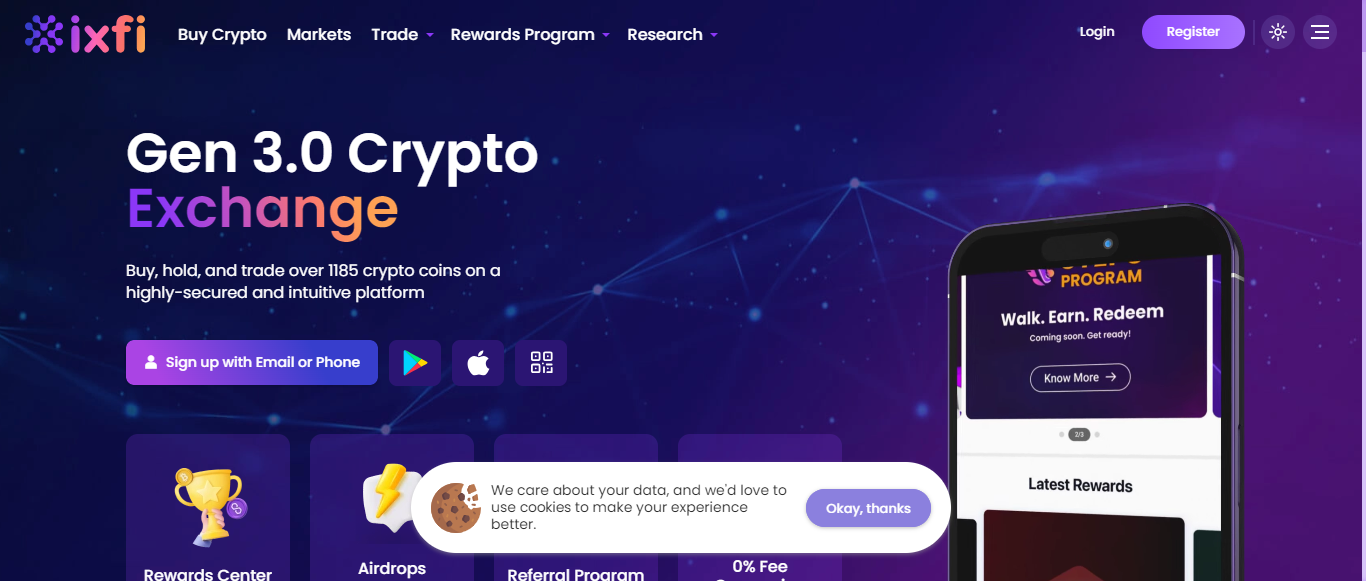 ixfi
Buy Crypto
Markets
Trade
Rewards Program
Research
Login
Register
Gen 3.0 Crypto
Exchange
Buy, hold, and trade over 1185 crypto coins on a
highly-secured and intuitive platform
Sign up with Email or Phone
PROGRAM
Walk. Earn. Redeem
Coming soon. Get ready!
Know More
2/3
Latest Rewards
We care about your data, and we'd love to
use cookies to make your experience
better.
Okay, thanks
Rewards Center
Airdrops
Referral Program
0% Fee